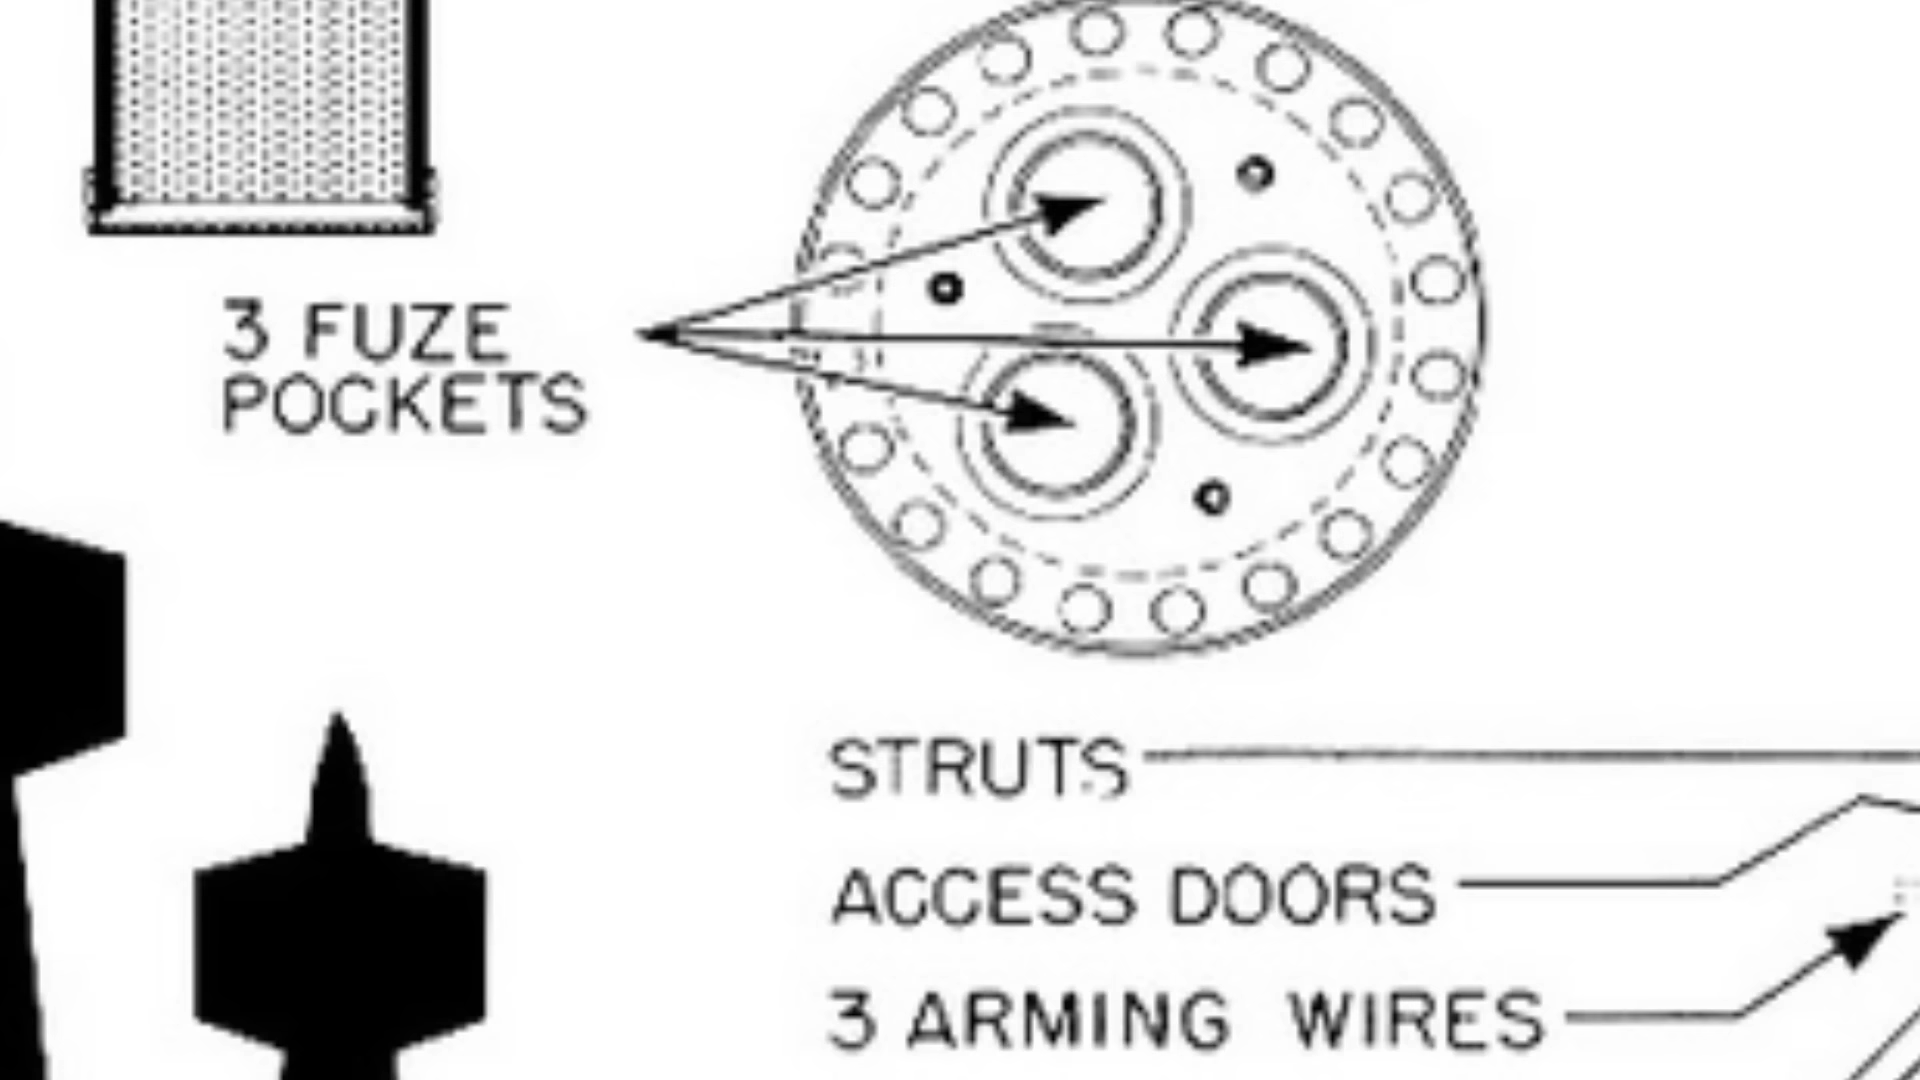 3 FUZE
POCKETS
STRUTS
ACCESS DOORS
3 ARMING WIRES